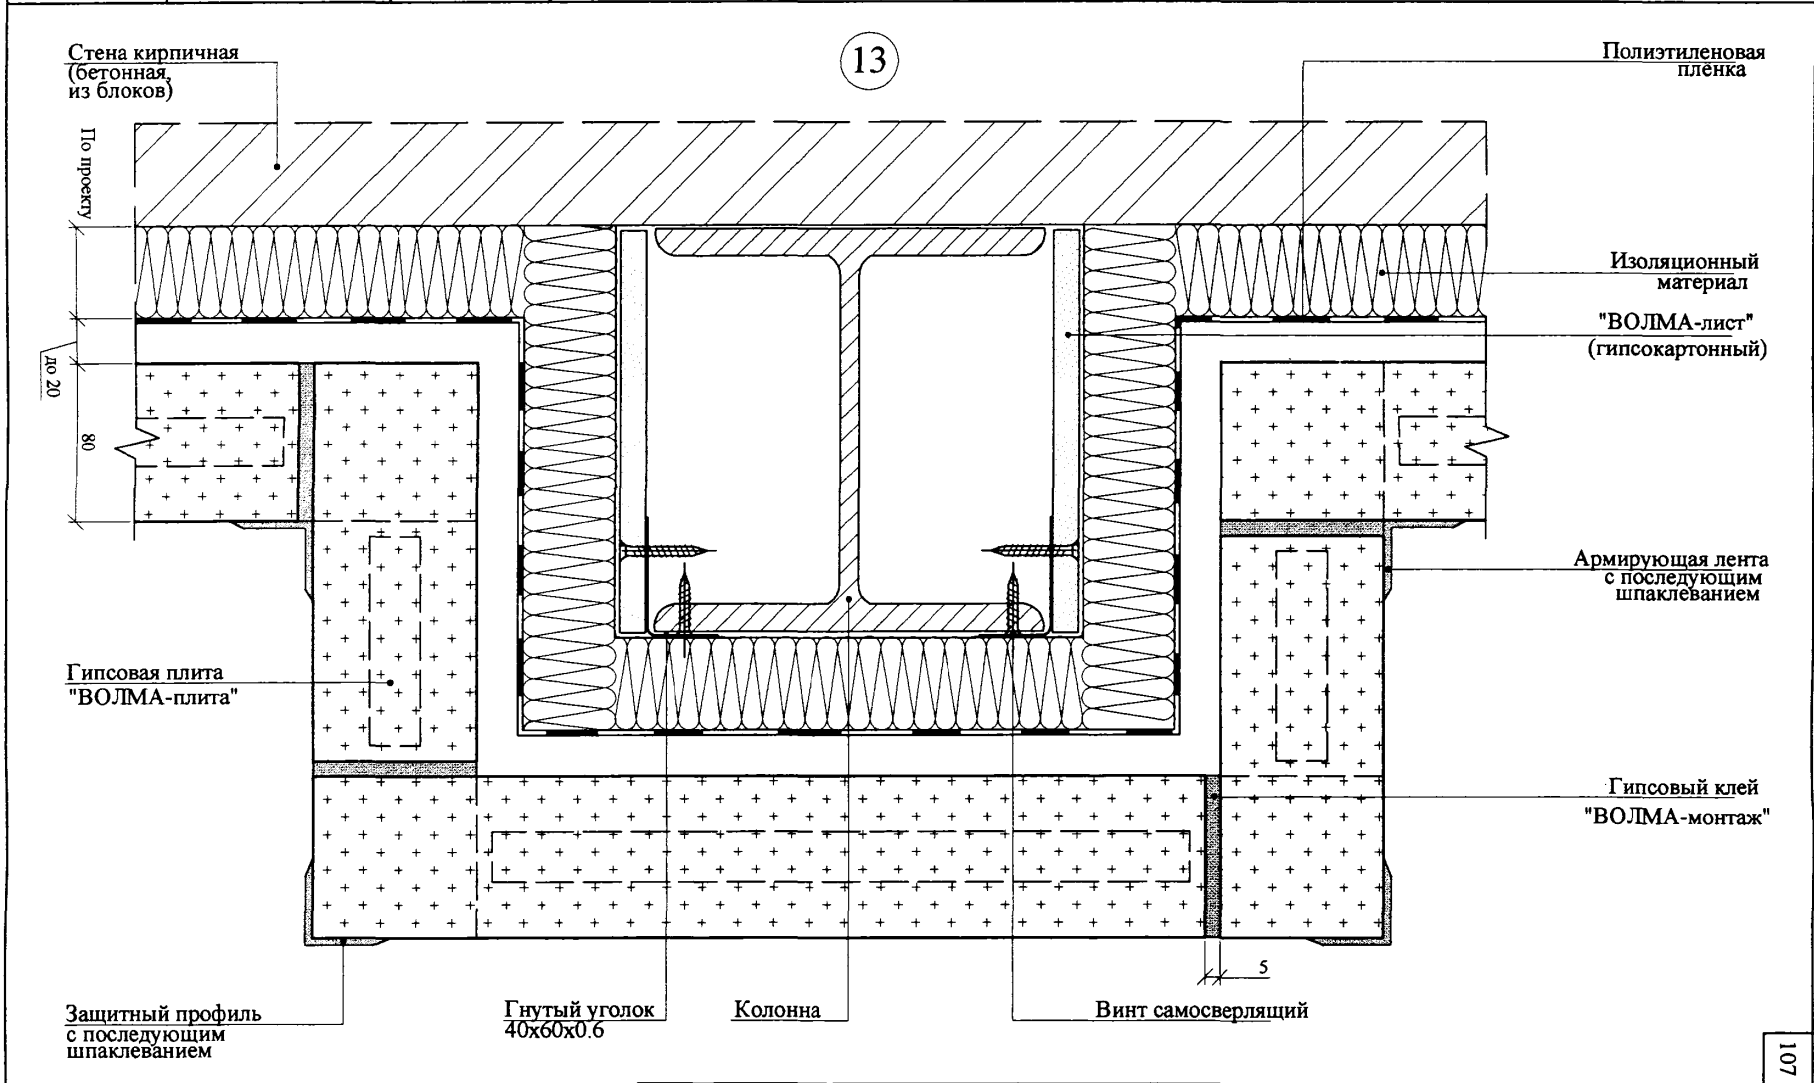 13
Стена кирпичная
(бетонная,
из блоков)
Полиэтиленовая
плёнка
По проекту
Изоляционный
материал
"ВОЛМА-лист"
(гипсокартонный)
до 20
80
Армирующая лента
с последующим
шпаклеванием
Гипсовая плита
"ВОЛМА-плита"
Гипсовый клей
"ВОЛМА-монтаж"
5
Защитный профиль
с последующим
шпаклеванием
Гнутый уголок
40х60х0.6
Колонна
Винт самосверлящий
107